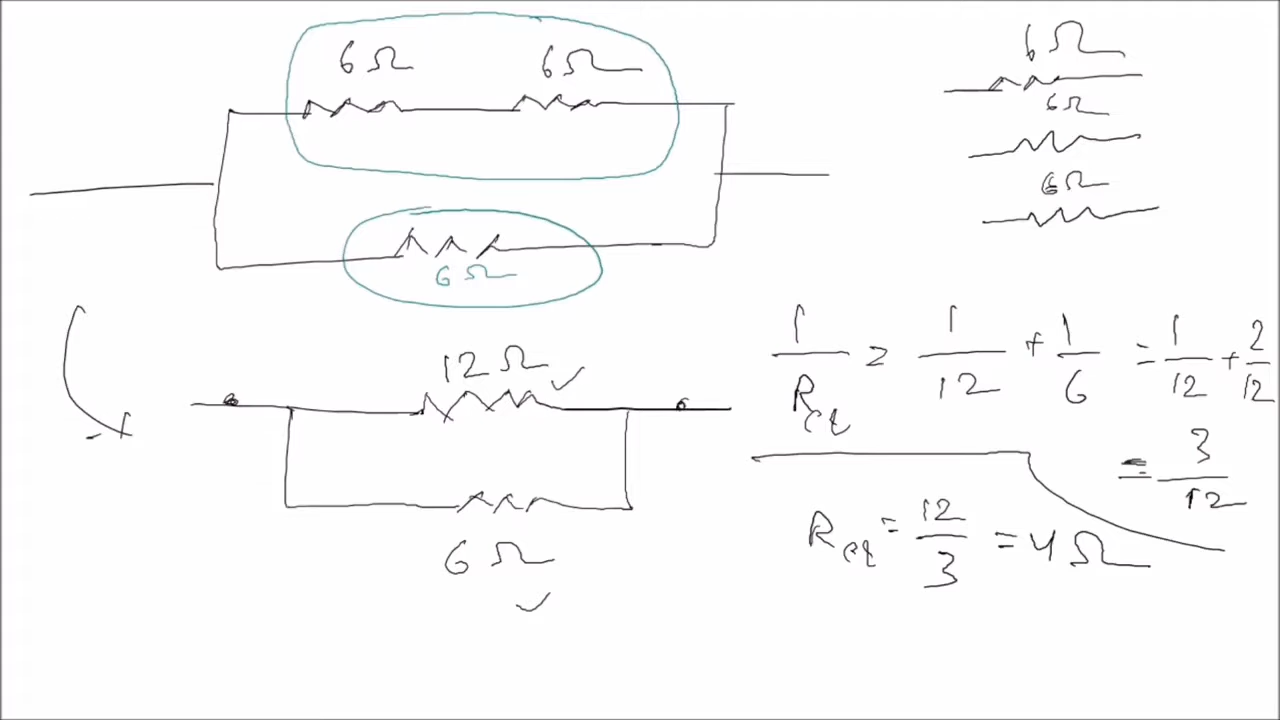 6Ω 6Ω
6Ω
6Ω
6Ω
6Ω
12Ω
6Ω
1/Req = 1/12 + 1/6 = 1/12 + 2/12
= 3/12
Req = 12/3 = 4Ω